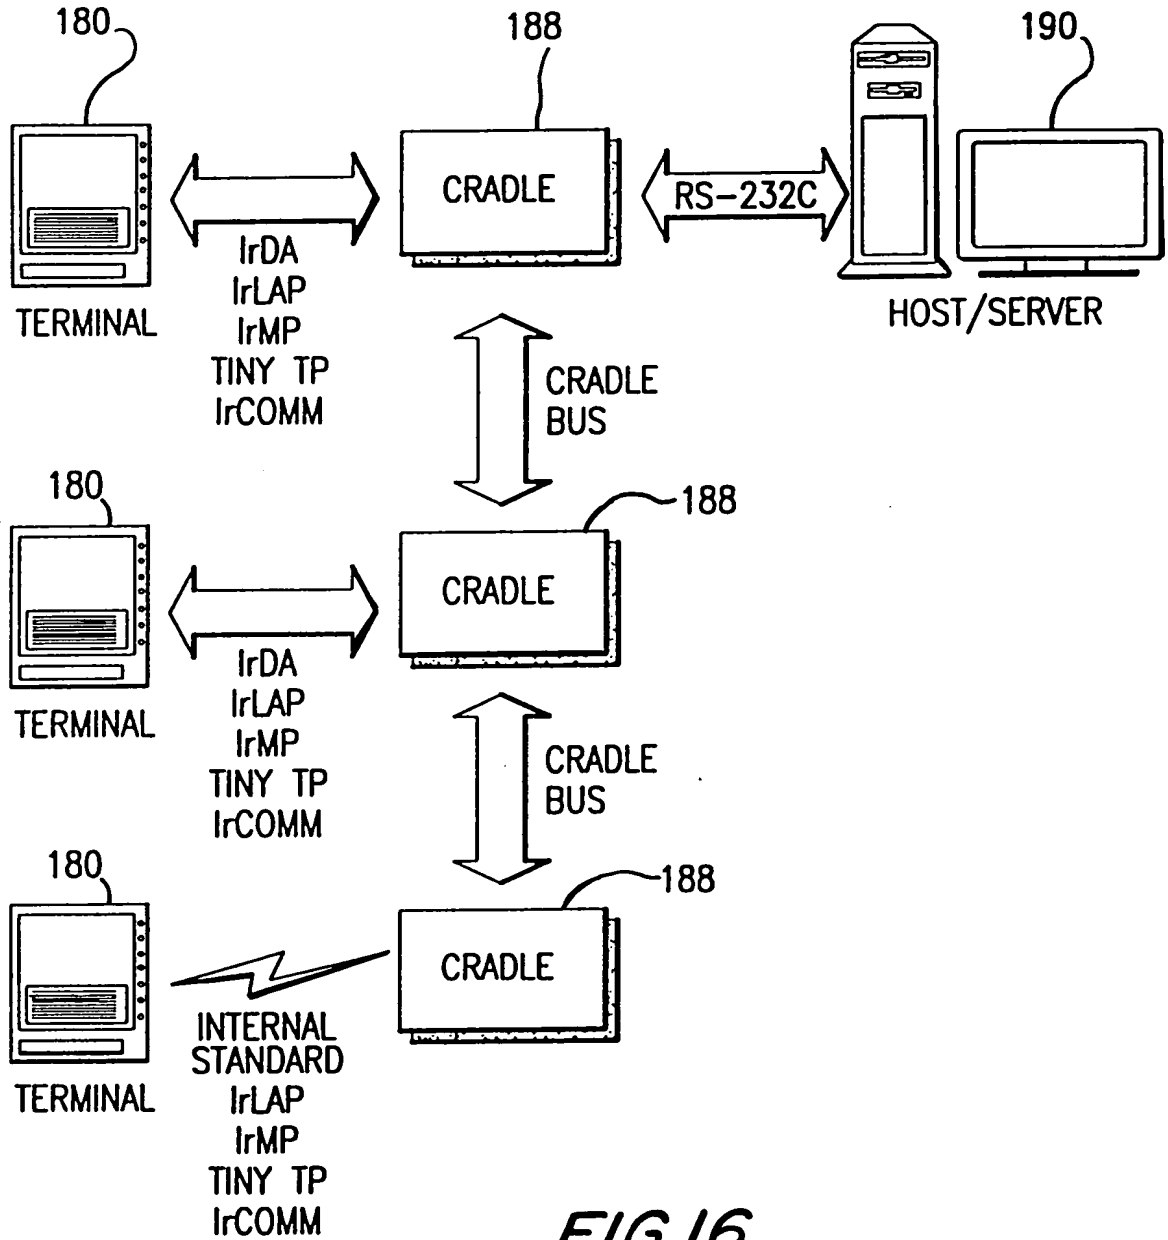 180
188
190
CRADLE
RS-232C
IrDA
IrLAP
IrMP
TINY TP
IrCOMM
TERMINAL
HOST/SERVER
CRADLE
BUS
180
188
CRADLE
IrDA
IrLAP
IrMP
TINY TP
IrCOMM
TERMINAL
CRADLE
BUS
180
188
CRADLE
INTERNAL
STANDARD
IrLAP
IrMP
TINY TP
IrCOMM
TERMINAL
FIG.16